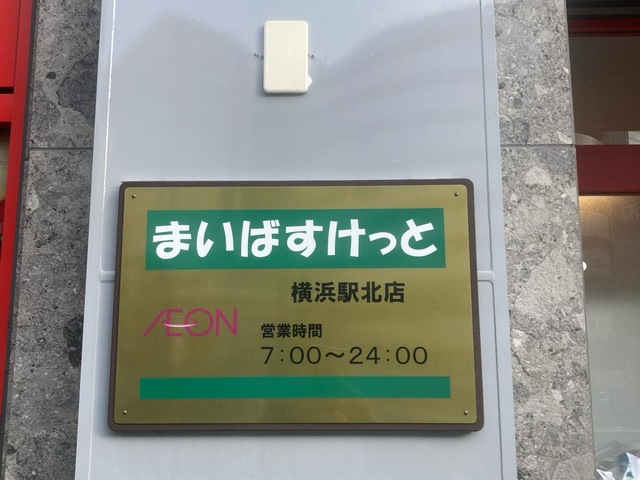 まいばすけっと
横浜駅北店
ÆON
営業時間
7:00～24:00